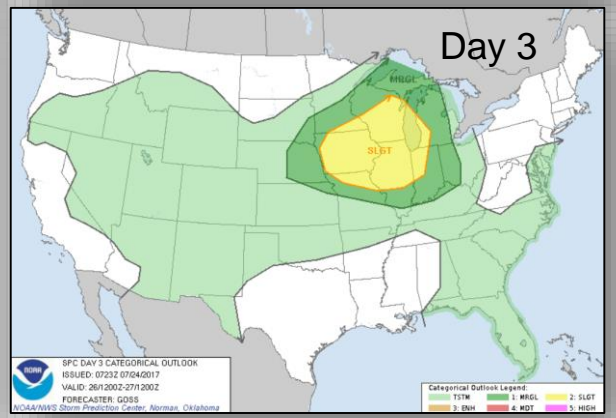 Day 3
MRGL
SLGT
NOAA
SPC DAY 3 CATEGORICAL OUTLOOK
ISSUED: 0723Z 07/24/2017
VALID: 26/1200Z-27/1200Z
FORECASTER: GOSS
NOAA/NWS Storm Prediction Center, Norman, Oklahoma
Categorical Outlook Legend:
TSTM 1: MRGL 2: SLGT
3: ENH 4: MDT 5: HIGH